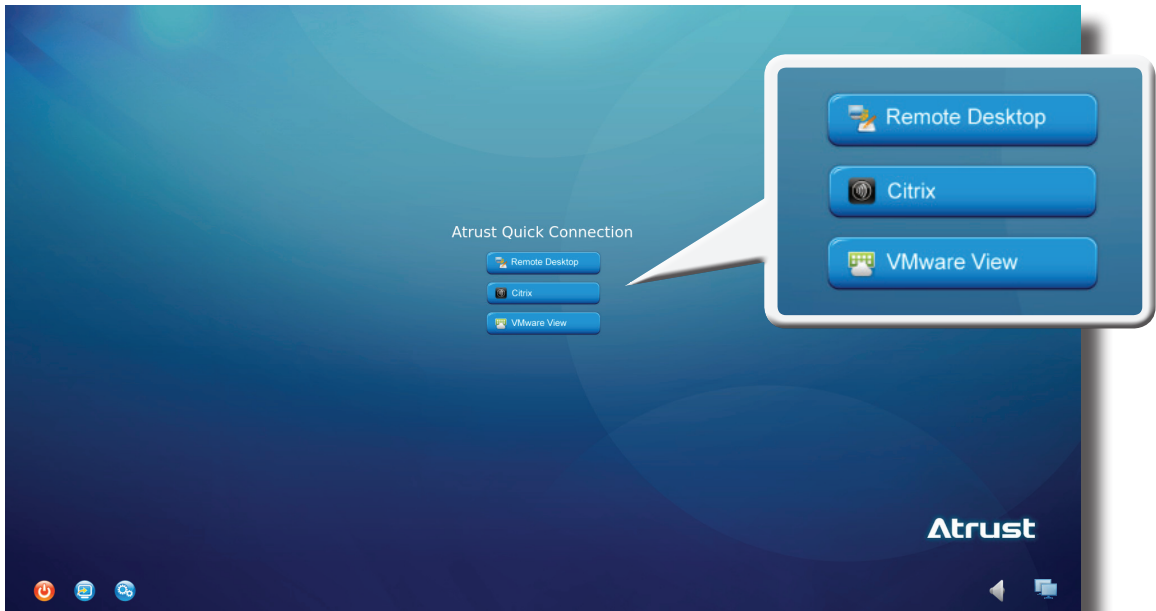 Atrust Quick Connection
Remote Desktop
Citrix
VMware View
Remote Desktop
Citrix
VMware View
Atrust